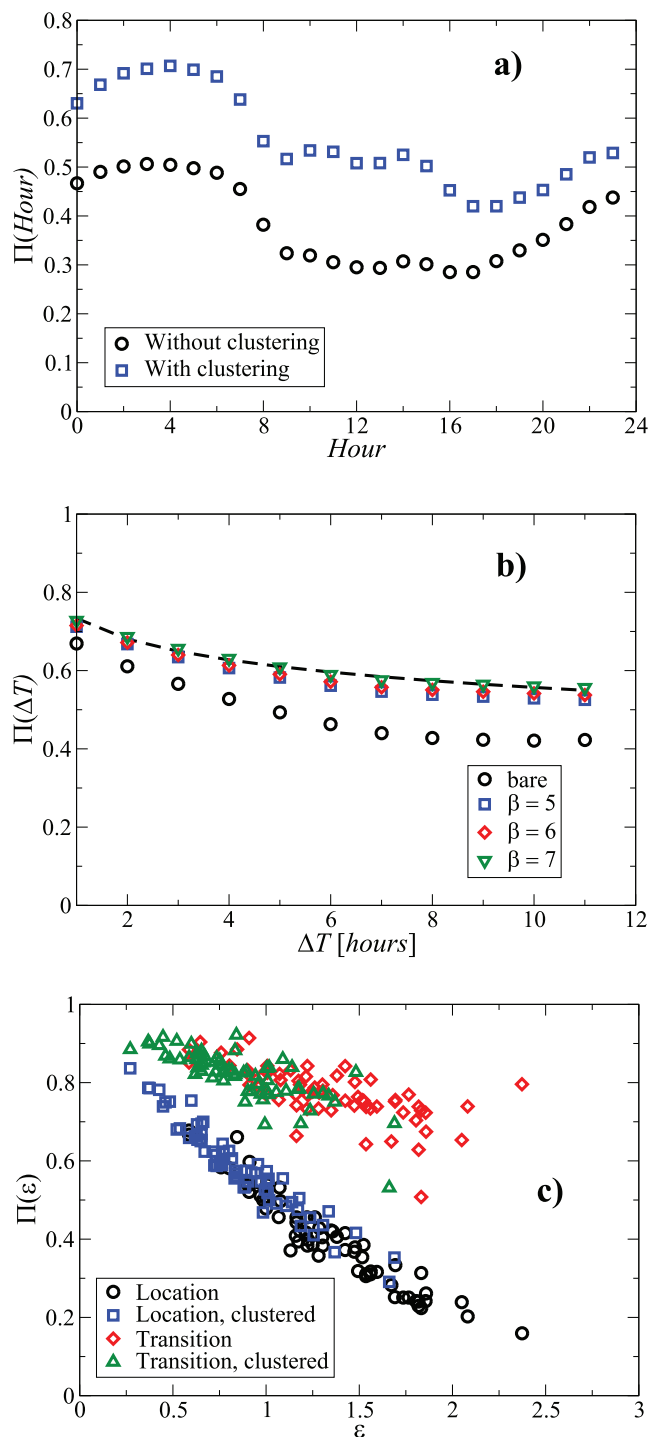 0.8
a)
0.7
0.6
0.5
0.4
0.3
0.2
0.1
0
Π(Hour)
Without clustering
With clustering
0 4 8 12 16 20 24
Hour
1
b)
0.8
0.6
0.4
0.2
0
Π(ΔT)
bare
β = 5
β = 6
β = 7
2 4 6 8 10 12
ΔT [hours]
1
0.8
0.6
0.4
0.2
0
Π(ε)
c)
Location
Location, clustered
Transition
Transition, clustered
0.5 1 1.5 2 2.5 3
ε